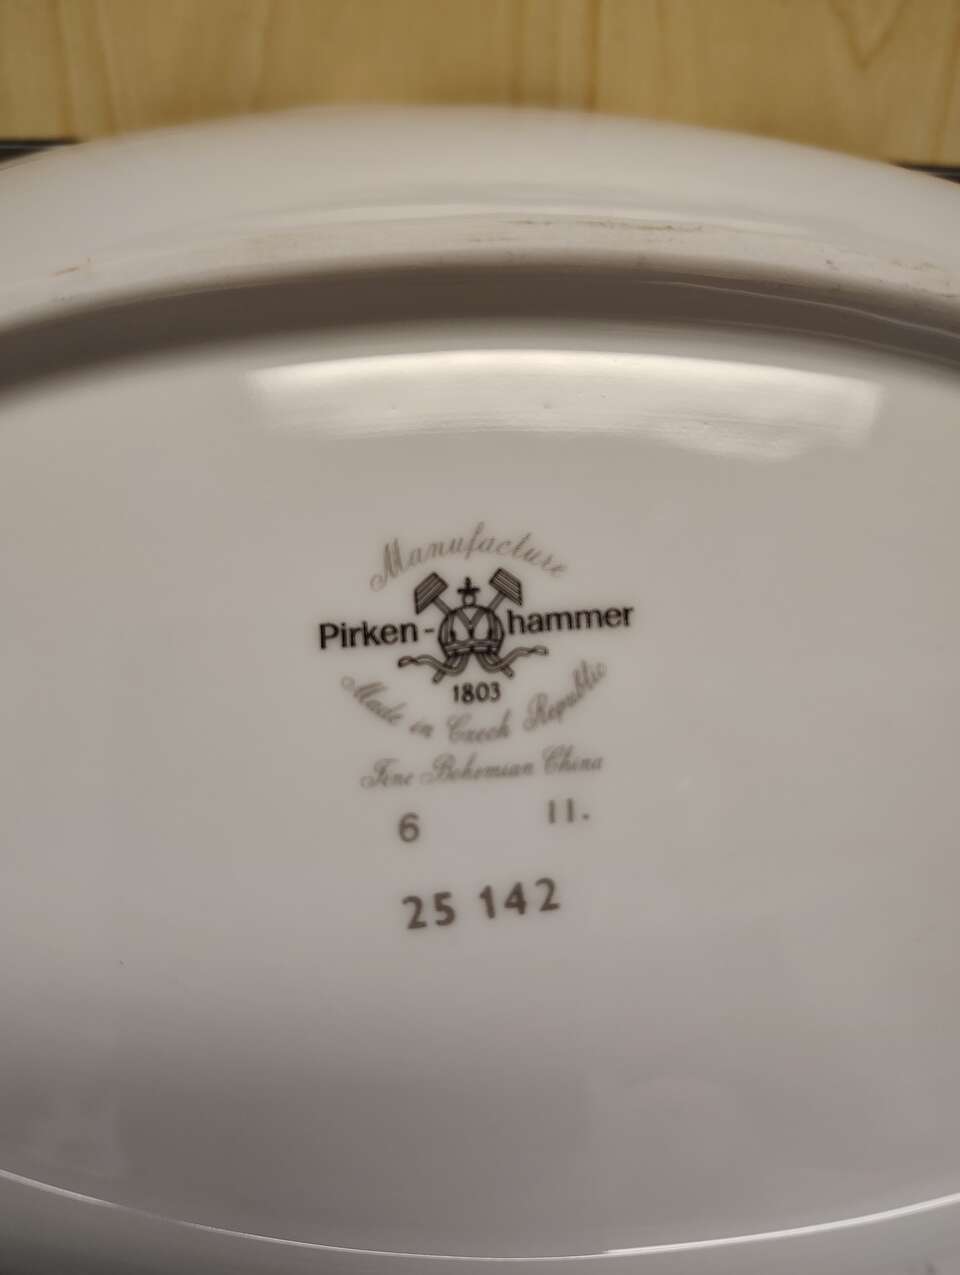 Manufacture
Pirken-hammer
1803
Made in Czech Republic
Fine Bohemian China
6 11.
25 142